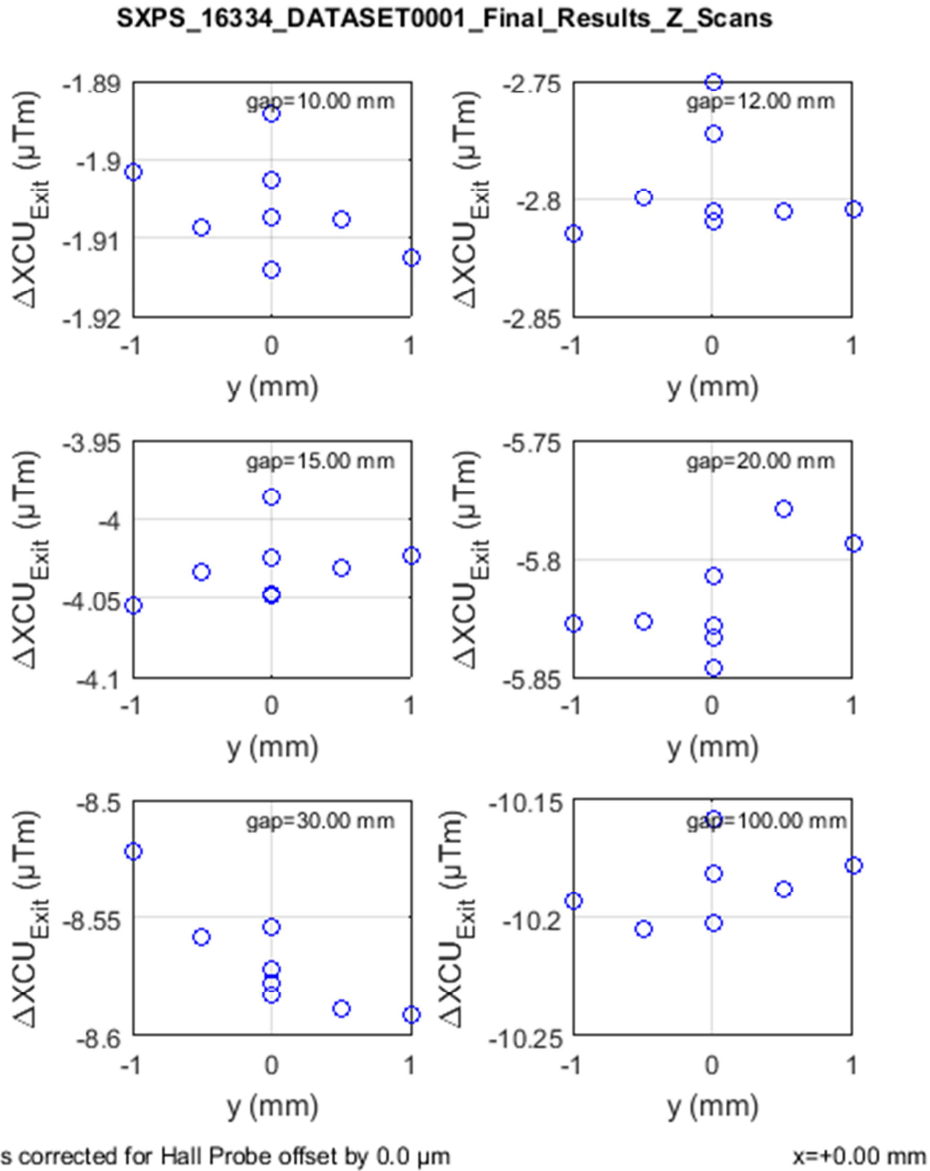 SXPS_16334_DATASET0001_Final_Results_Z_Scans
gap=10.00 mm
-1.89
-1.9
-1.91
-1.92
ΔXCU_Exit (μTm)
-1 0 1
y (mm)
gap=12.00 mm
-2.75
-2.8
-2.85
ΔXCU_Exit (μTm)
-1 0 1
y (mm)
gap=15.00 mm
-3.95
-4
-4.05
-4.1
ΔXCU_Exit (μTm)
-1 0 1
y (mm)
gap=20.00 mm
-5.75
-5.8
-5.85
ΔXCU_Exit (μTm)
-1 0 1
y (mm)
gap=30.00 mm
-8.5
-8.55
-8.6
ΔXCU_Exit (μTm)
-1 0 1
y (mm)
gap=100.00 mm
-10.15
-10.2
-10.25
ΔXCU_Exit (μTm)
-1 0 1
y (mm)
s corrected for Hall Probe offset by 0.0 μm
x=+0.00 mm